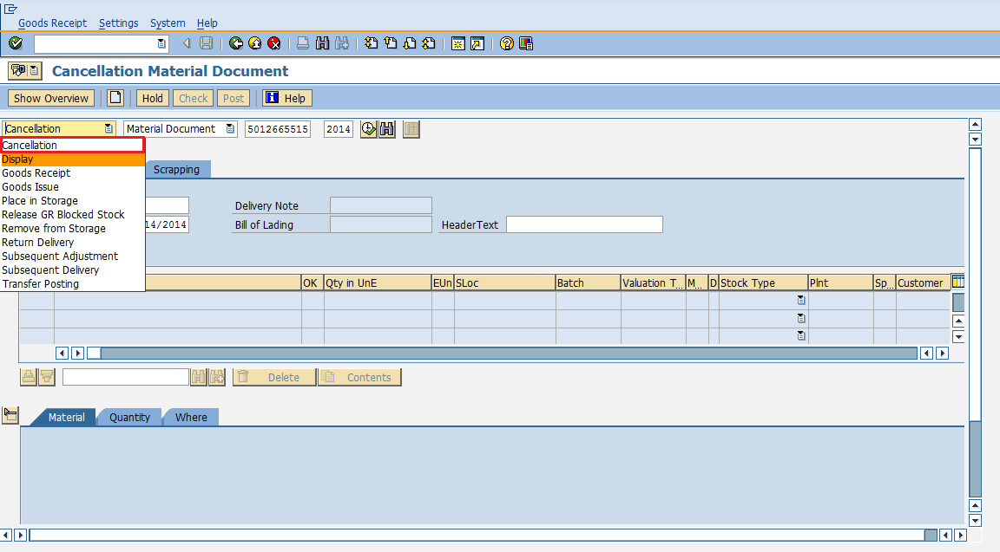 Goods Receipt Settings System Help
Cancellation Material Document
Show Overview Hold Check Post Help
Cancellation Material Document 5012665515 2014
Cancellation
Display
Goods Receipt
Goods Issue
Place in Storage
Release GR Blocked Stock
Remove from Storage
Return Delivery
Subsequent Adjustment
Subsequent Delivery
Transfer Posting
Scrapping
Delivery Note
14/2014 Bill of Lading HeaderText
OK Qty in UnE EUn SLoc Batch Valuation T... M... D Stock Type Plnt Sp... Customer
Delete Contents
Material Quantity Where